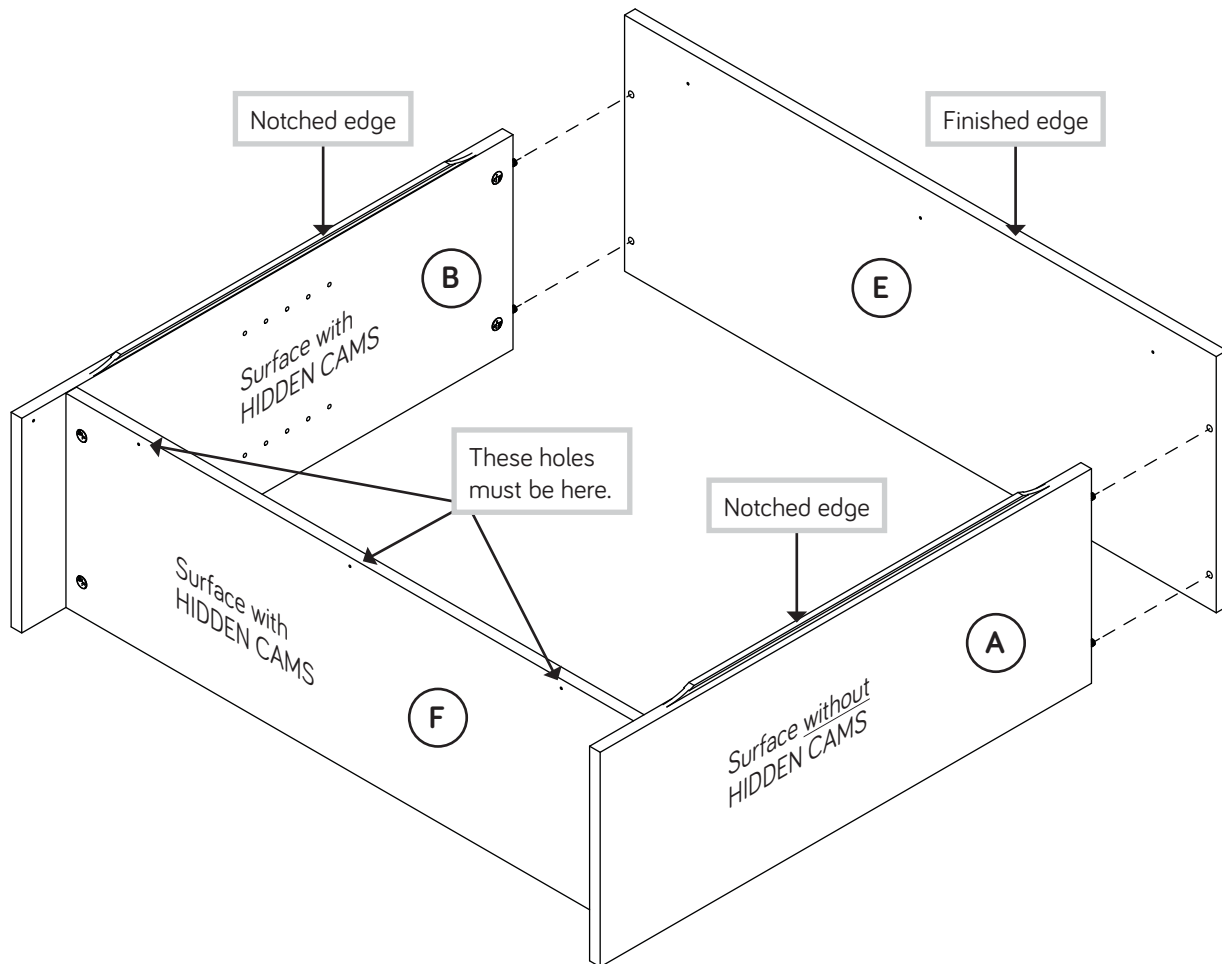 Notched edge
Finished edge
B
E
Surface with
HIDDEN CAMS
These holes
must be here.
Notched edge
Surface with
HIDDEN CAMS
A
F
Surface without
HIDDEN CAMS